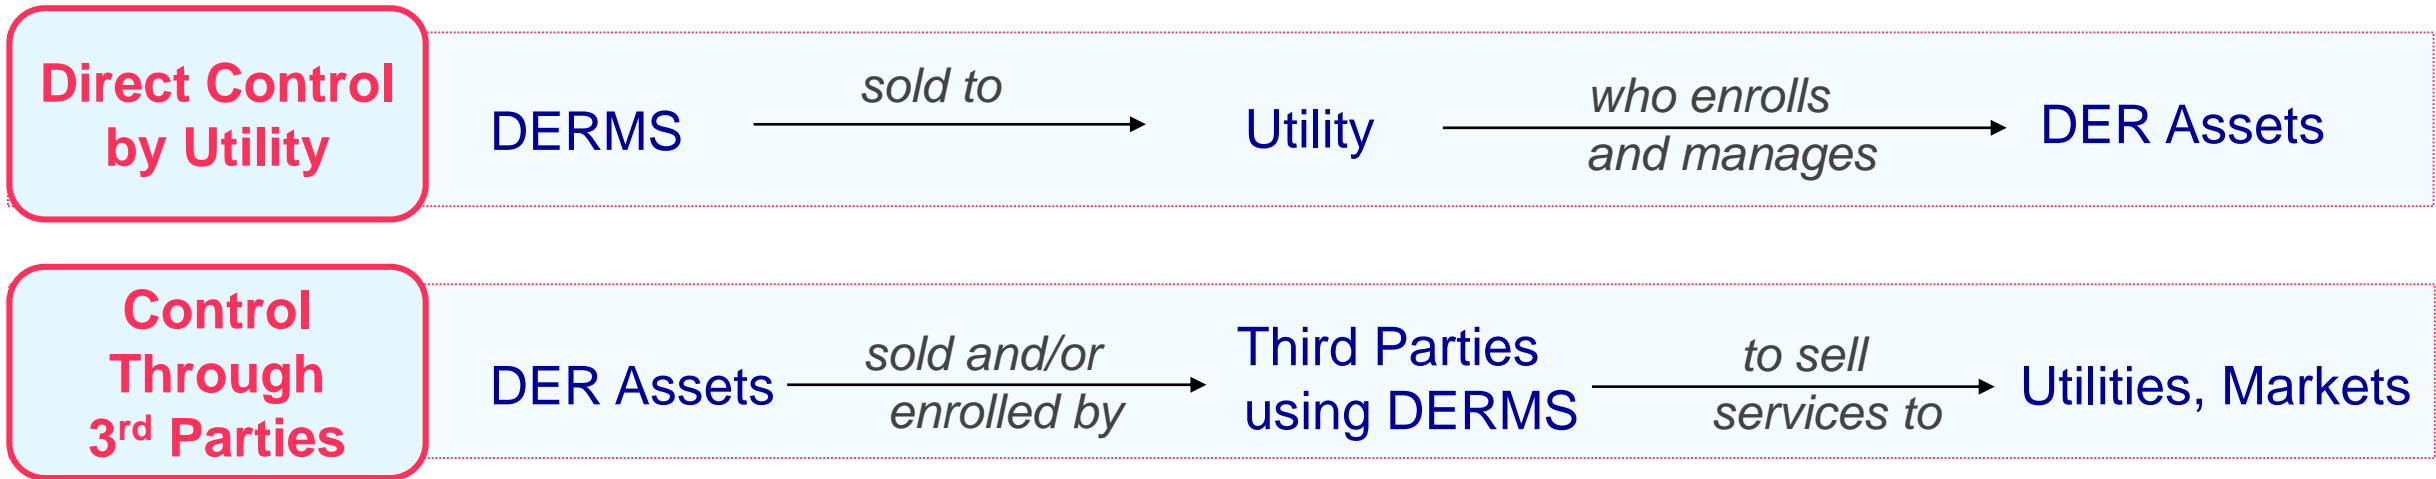 Direct Control
by Utility
DERMS
sold to
Utility
who enrolls
and manages
DER Assets
Control
Through
3rd Parties
DER Assets
sold and/or
enrolled by
Third Parties
using DERMS
to sell
services to
Utilities, Markets